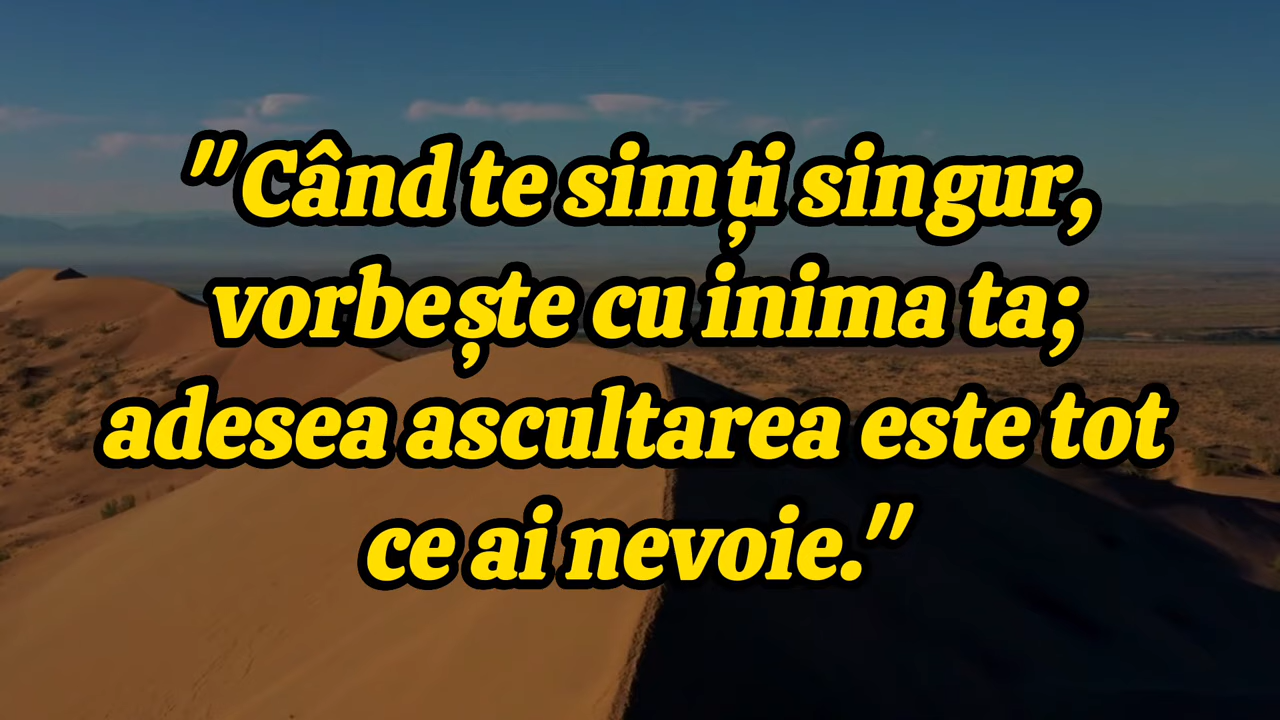 "Când te simți singur,
vorbește cu inima ta;
adesea ascultarea este tot
ce ai nevoie."